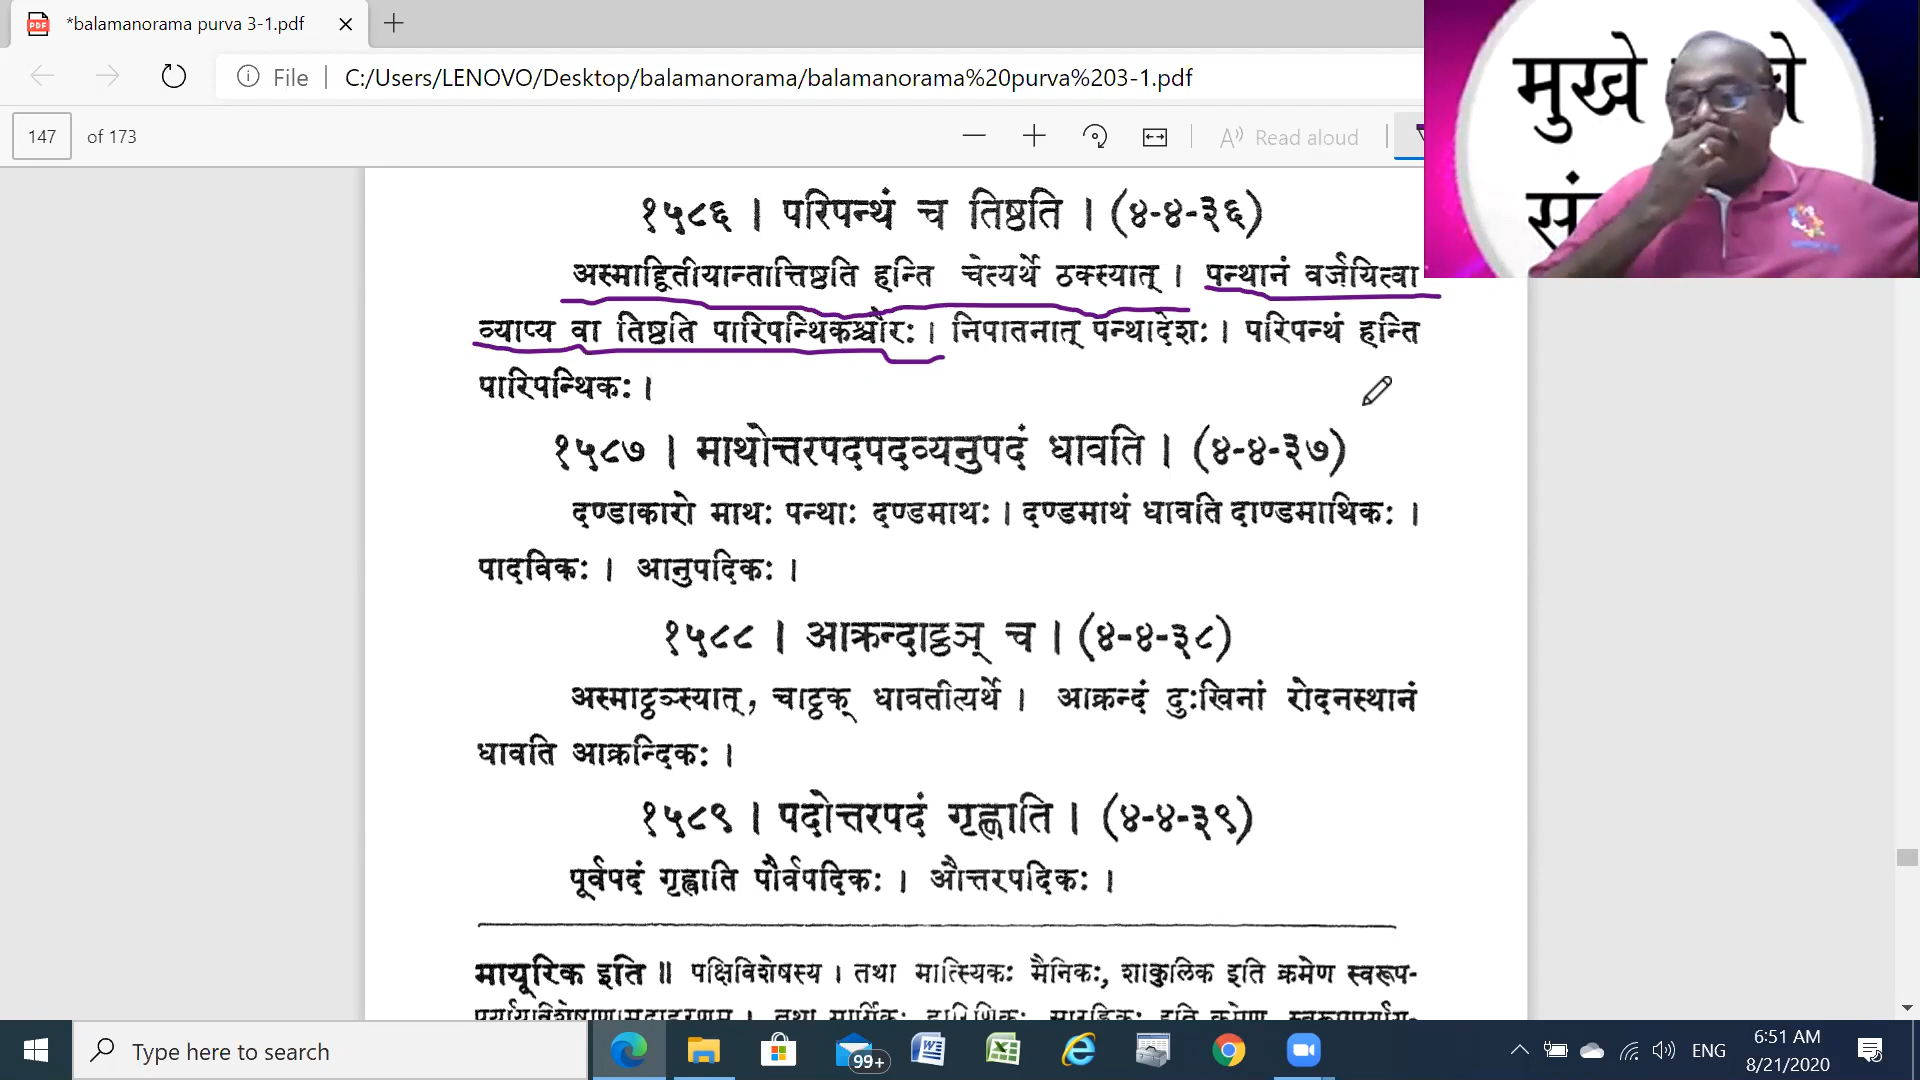 *balamanorama purva 3-1.pdf
File
C:/Users/LENOVO/Desktop/balamanorama/balamanorama%20purva%203-1.pdf
147 of 173
Read aloud
मुखे
सं
१५८६ । परिपन्थं च तिष्ठति । (४-४-३६)
अस्माद्द्वितीयान्तात्तिष्ठति हन्ति चेत्यर्थे ठक्स्यात् । पन्थानं वर्जयित्वा
व्याप्य वा तिष्ठति पारिपन्थिकश्चौरः । निपातनात् पन्थादेशः । परिपन्थं हन्ति
पारिपन्थिकः ।
१५८७ । माथोत्तरपदपदव्यनुपदं धावति । (४-४-३७)
दण्डाकारो माथः पन्थाः दण्डमाथः । दण्डमाथं धावति दाण्डमाथिकः ।
पादविकः । आनुपदिकः ।
१५८८ । आक्रन्दाट्ठञ् च । (४-४-३८)
अस्माट्ठञ्स्यात्, चाट्ठक् धावतीत्यर्थे । आक्रन्दं दुःखिनां रोदनस्थानं
धावति आक्रन्दिकः ।
१५८९ । पदोत्तरपदं गृह्णाति । (४-४-३९)
पूर्वपदं गृह्णाति पौर्वपदिकः । औत्तरपदिकः ।
मायूरिक इति ॥ पक्षिविशेषस्य । तथा मात्स्यिकः मैनिकः, शाकुलिक इति क्रमेण स्वरूप-
Type here to search
99+
ENG
6:51 AM
8/21/2020